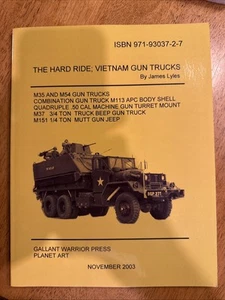 ISBN 971-93037-2-7
THE HARD RIDE; VIETNAM GUN TRUCKS
By James Lyles
M35 AND M54 GUN TRUCKS
COMBINATION GUN TRUCK M113 APC BODY SHELL
QUADRUPLE .50 CAL MACHINE GUN TURRET MOUNT
M37 3/4 TON TRUCK BEEP GUN TRUCK
M151 1/4 TON MUTT GUN JEEP
GALLANT WARRIOR PRESS
PLANET ART
NOVEMBER 2003